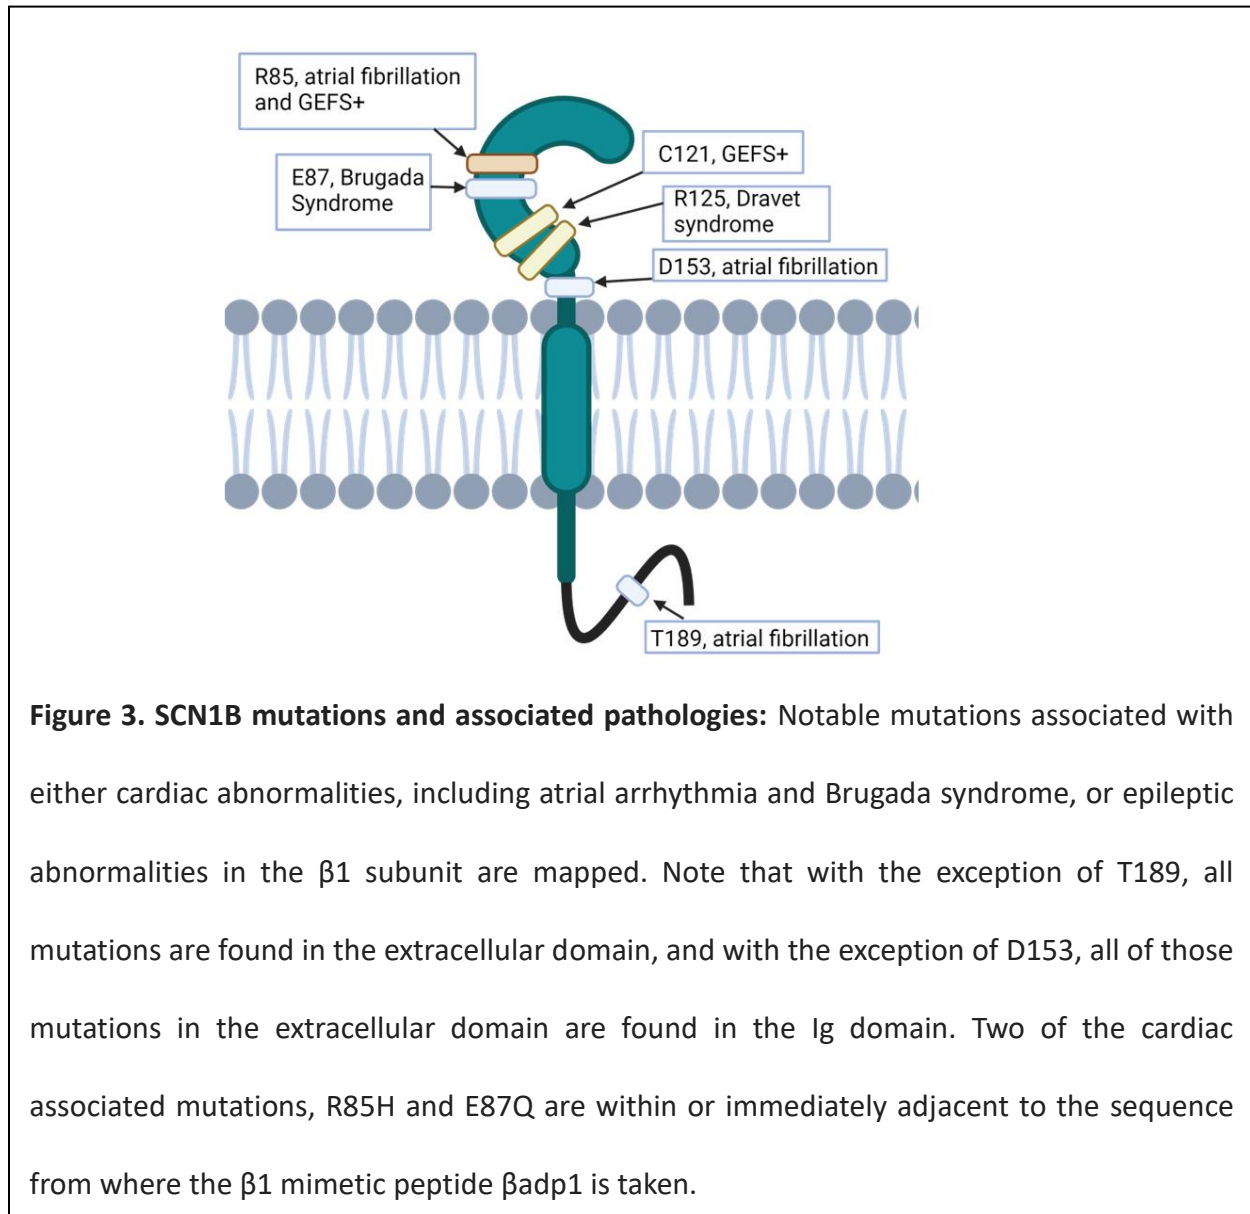 R85, atrial fibrillation
and GEFS+
C121, GEFS+
E87, Brugada
Syndrome
R125, Dravet
syndrome
D153, atrial fibrillation
T189, atrial fibrillation
Figure 3. SCN1B mutations and associated pathologies: Notable mutations associated with
either cardiac abnormalities, including atrial arrhythmia and Brugada syndrome, or epileptic
abnormalities in the β1 subunit are mapped. Note that with the exception of T189, all
mutations are found in the extracellular domain, and with the exception of D153, all of those
mutations in the extracellular domain are found in the Ig domain. Two of the cardiac
associated mutations, R85H and E87Q are within or immediately adjacent to the sequence
from where the β1 mimetic peptide βadp1 is taken.